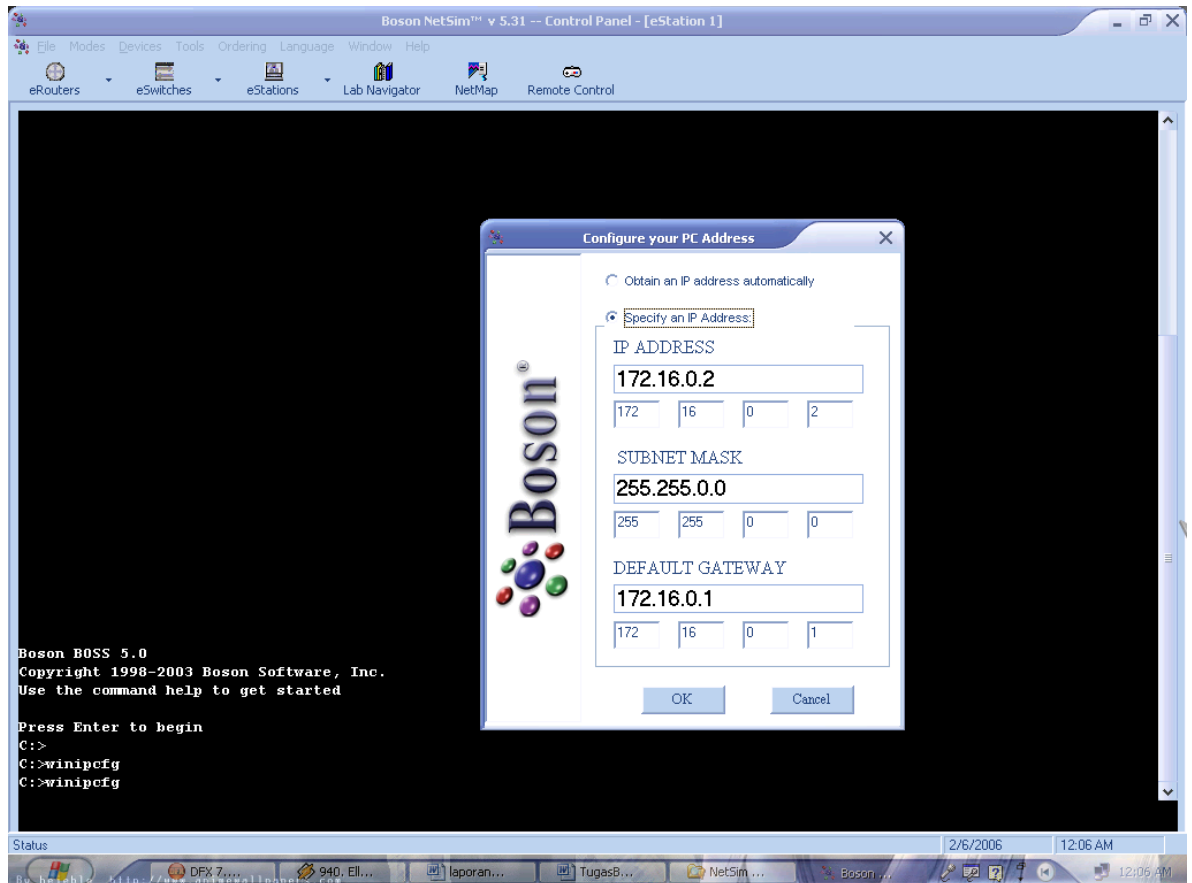 Boson NetSim™ v 5.31 -- Control Panel - [eStation 1]
File Modes Devices Tools Ordering Language Window Help
eRouters eSwitches eStations Lab Navigator NetMap Remote Control
Configure your PC Address
Obtain an IP address automatically
Specify an IP Address:
IP ADDRESS
172.16.0.2
172 16 0 2
SUBNET MASK
255.255.0.0
255 255 0 0
DEFAULT GATEWAY
172.16.0.1
172 16 0 1
OK Cancel
Boson
Boson BOSS 5.0
Copyright 1998-2003 Boson Software, Inc.
Use the command help to get started
Press Enter to begin
C:>
C:>winipcfg
C:>winipcfg
Status 2/6/2006 12:06 AM
DFX 7.... 940, Ell... laporan... TugasB... NetSim ... Boson ... 12:06 AM